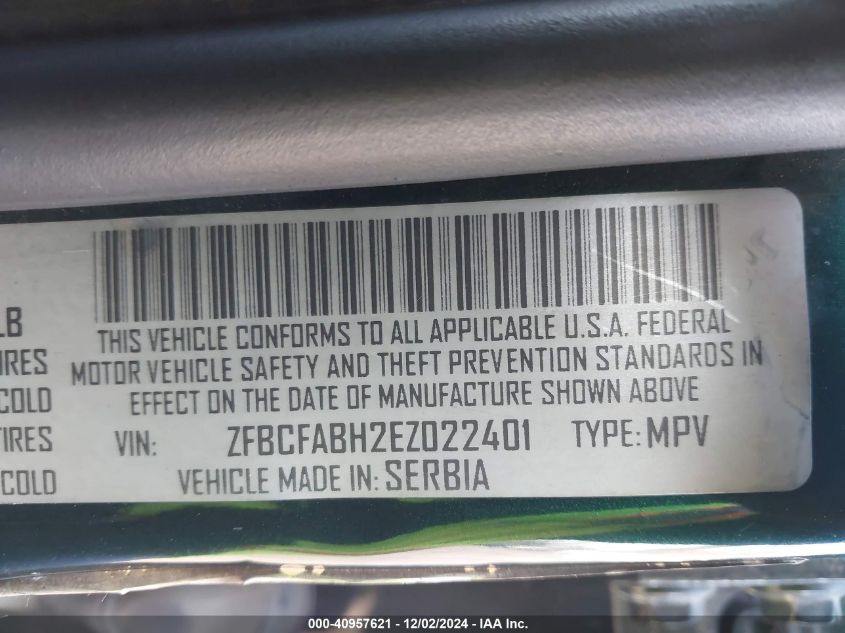 LB
THIS VEHICLE CONFORMS TO ALL APPLICABLE U.S.A. FEDERAL
IRES MOTOR VEHICLE SAFETY AND THEFT PREVENTION STANDARDS IN
COLD EFFECT ON THE DATE OF MANUFACTURE SHOWN ABOVE
TIRES VIN: ZFBCFABH2EZ022401 TYPE: MPV
COLD VEHICLE MADE IN: SERBIA
000-40957621 - 12/02/2024 - IAA Inc.